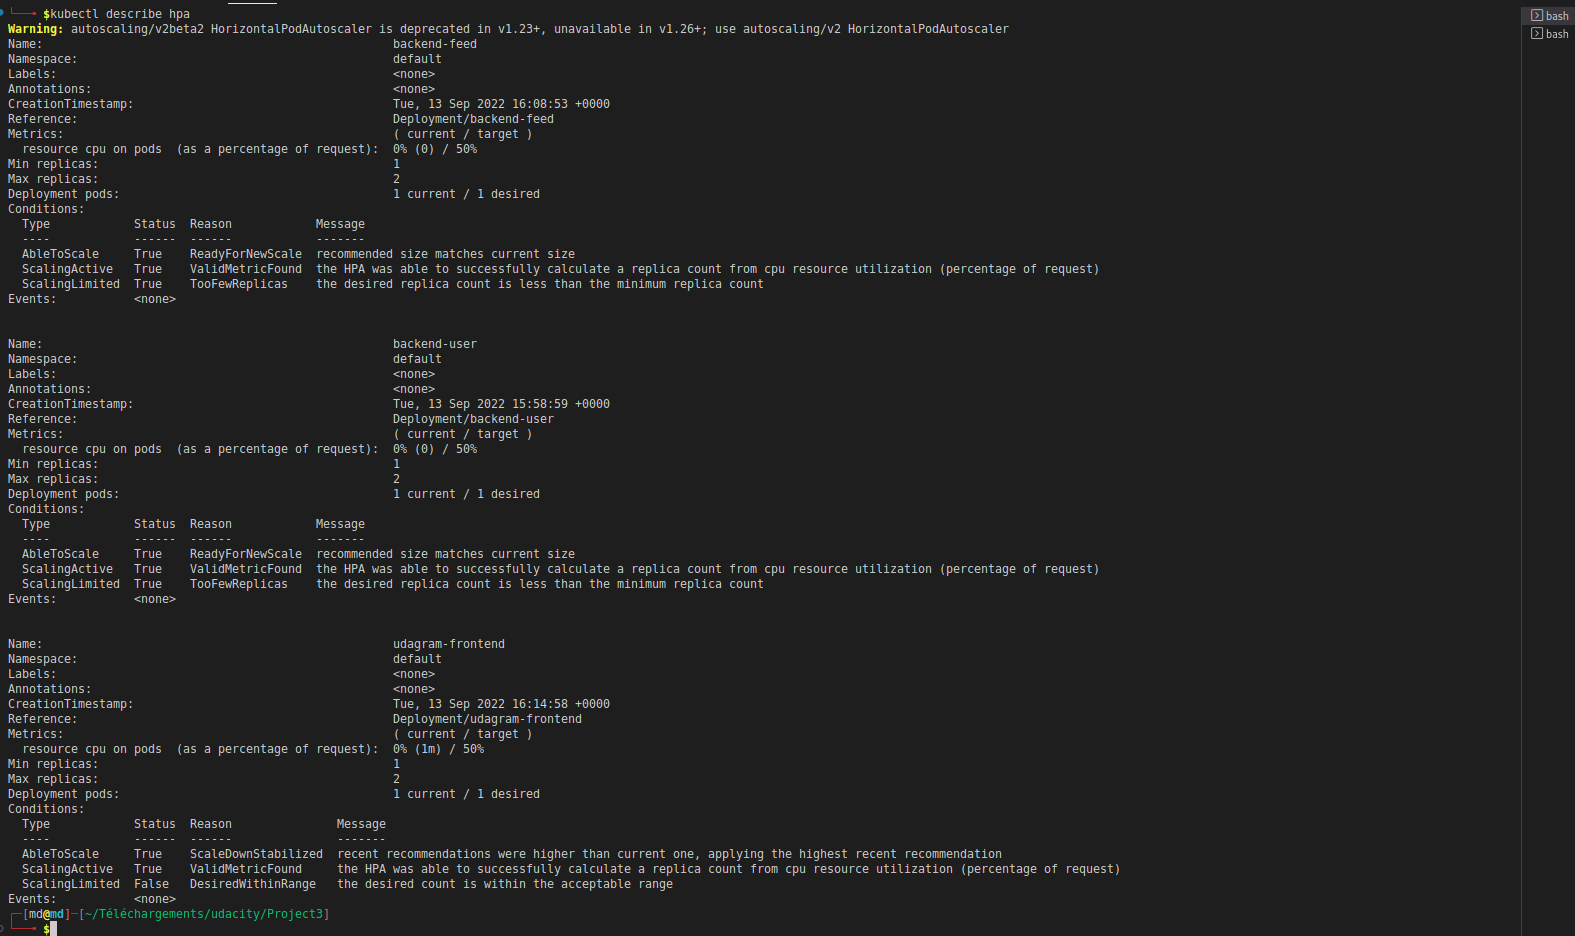 $kubectl describe hpa
bash
Warning: autoscaling/v2beta2 HorizontalPodAutoscaler is deprecated in v1.23+, unavailable in v1.26+; use autoscaling/v2 HorizontalPodAutoscaler
bash
Name: backend-feed
Namespace: default
Labels: <none>
Annotations: <none>
CreationTimestamp: Tue, 13 Sep 2022 16:08:53 +0000
Reference: Deployment/backend-feed
Metrics: ( current / target )
resource cpu on pods (as a percentage of request): 0% (0) / 50%
Min replicas: 1
Max replicas: 2
Deployment pods: 1 current / 1 desired
Conditions:
Type Status Reason Message
---- ------ ------ -------
AbleToScale True ReadyForNewScale recommended size matches current size
ScalingActive True ValidMetricFound the HPA was able to successfully calculate a replica count from cpu resource utilization (percentage of request)
ScalingLimited True TooFewReplicas the desired replica count is less than the minimum replica count
Events: <none>
Name: backend-user
Namespace: default
Labels: <none>
Annotations: <none>
CreationTimestamp: Tue, 13 Sep 2022 15:58:59 +0000
Reference: Deployment/backend-user
Metrics: ( current / target )
resource cpu on pods (as a percentage of request): 0% (0) / 50%
Min replicas: 1
Max replicas: 2
Deployment pods: 1 current / 1 desired
Conditions:
Type Status Reason Message
---- ------ ------ -------
AbleToScale True ReadyForNewScale recommended size matches current size
ScalingActive True ValidMetricFound the HPA was able to successfully calculate a replica count from cpu resource utilization (percentage of request)
ScalingLimited True TooFewReplicas the desired replica count is less than the minimum replica count
Events: <none>
Name: udagram-frontend
Namespace: default
Labels: <none>
Annotations: <none>
CreationTimestamp: Tue, 13 Sep 2022 16:14:58 +0000
Reference: Deployment/udagram-frontend
Metrics: ( current / target )
resource cpu on pods (as a percentage of request): 0% (1m) / 50%
Min replicas: 1
Max replicas: 2
Deployment pods: 1 current / 1 desired
Conditions:
Type Status Reason Message
---- ------ ------ -------
AbleToScale True ScaleDownStabilized recent recommendations were higher than current one, applying the highest recent recommendation
ScalingActive True ValidMetricFound the HPA was able to successfully calculate a replica count from cpu resource utilization (percentage of request)
ScalingLimited False DesiredWithinRange the desired count is within the acceptable range
Events: <none>
[md@md]-[~/Téléchargements/udacity/Project3]
$